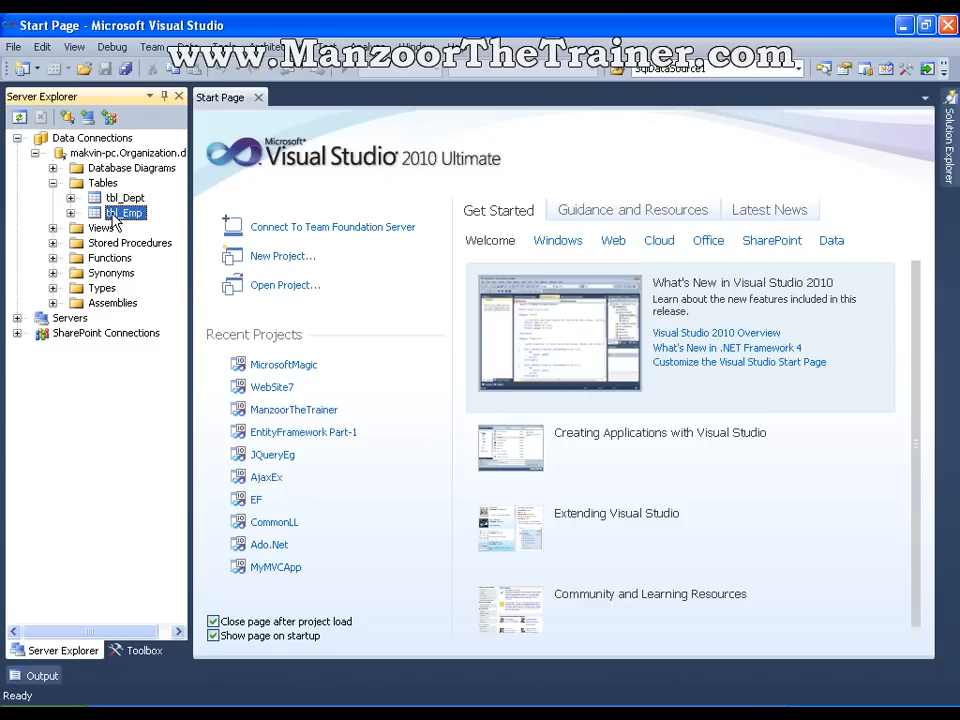 Start Page - Microsoft Visual Studio
File Edit View Debug Team
www.ManzoorTheTrainer.com
SqlDataSource1
Server Explorer
Start Page
Data Connections
makvin-pc.Organization.d
Database Diagrams
Tables
tbl_Dept
tbl_Emp
Views
Stored Procedures
Functions
Synonyms
Types
Assemblies
Servers
SharePoint Connections
Server Explorer
Toolbox
Microsoft®
Visual Studio 2010 Ultimate
Connect To Team Foundation Server
New Project...
Open Project...
Recent Projects
MicrosoftMagic
WebSite7
ManzoorTheTrainer
EntityFramework Part-1
JQueryEg
AjaxEx
EF
CommonLL
Ado.Net
MyMVCApp
Close page after project load
Show page on startup
Get Started
Guidance and Resources
Latest News
Welcome
Windows
Web
Cloud
Office
SharePoint
Data
What's New in Visual Studio 2010
Learn about the new features included in this
release.
Visual Studio 2010 Overview
What's New in .NET Framework 4
Customize the Visual Studio Start Page
Creating Applications with Visual Studio
Extending Visual Studio
Community and Learning Resources
Solution Explorer
Output
Ready